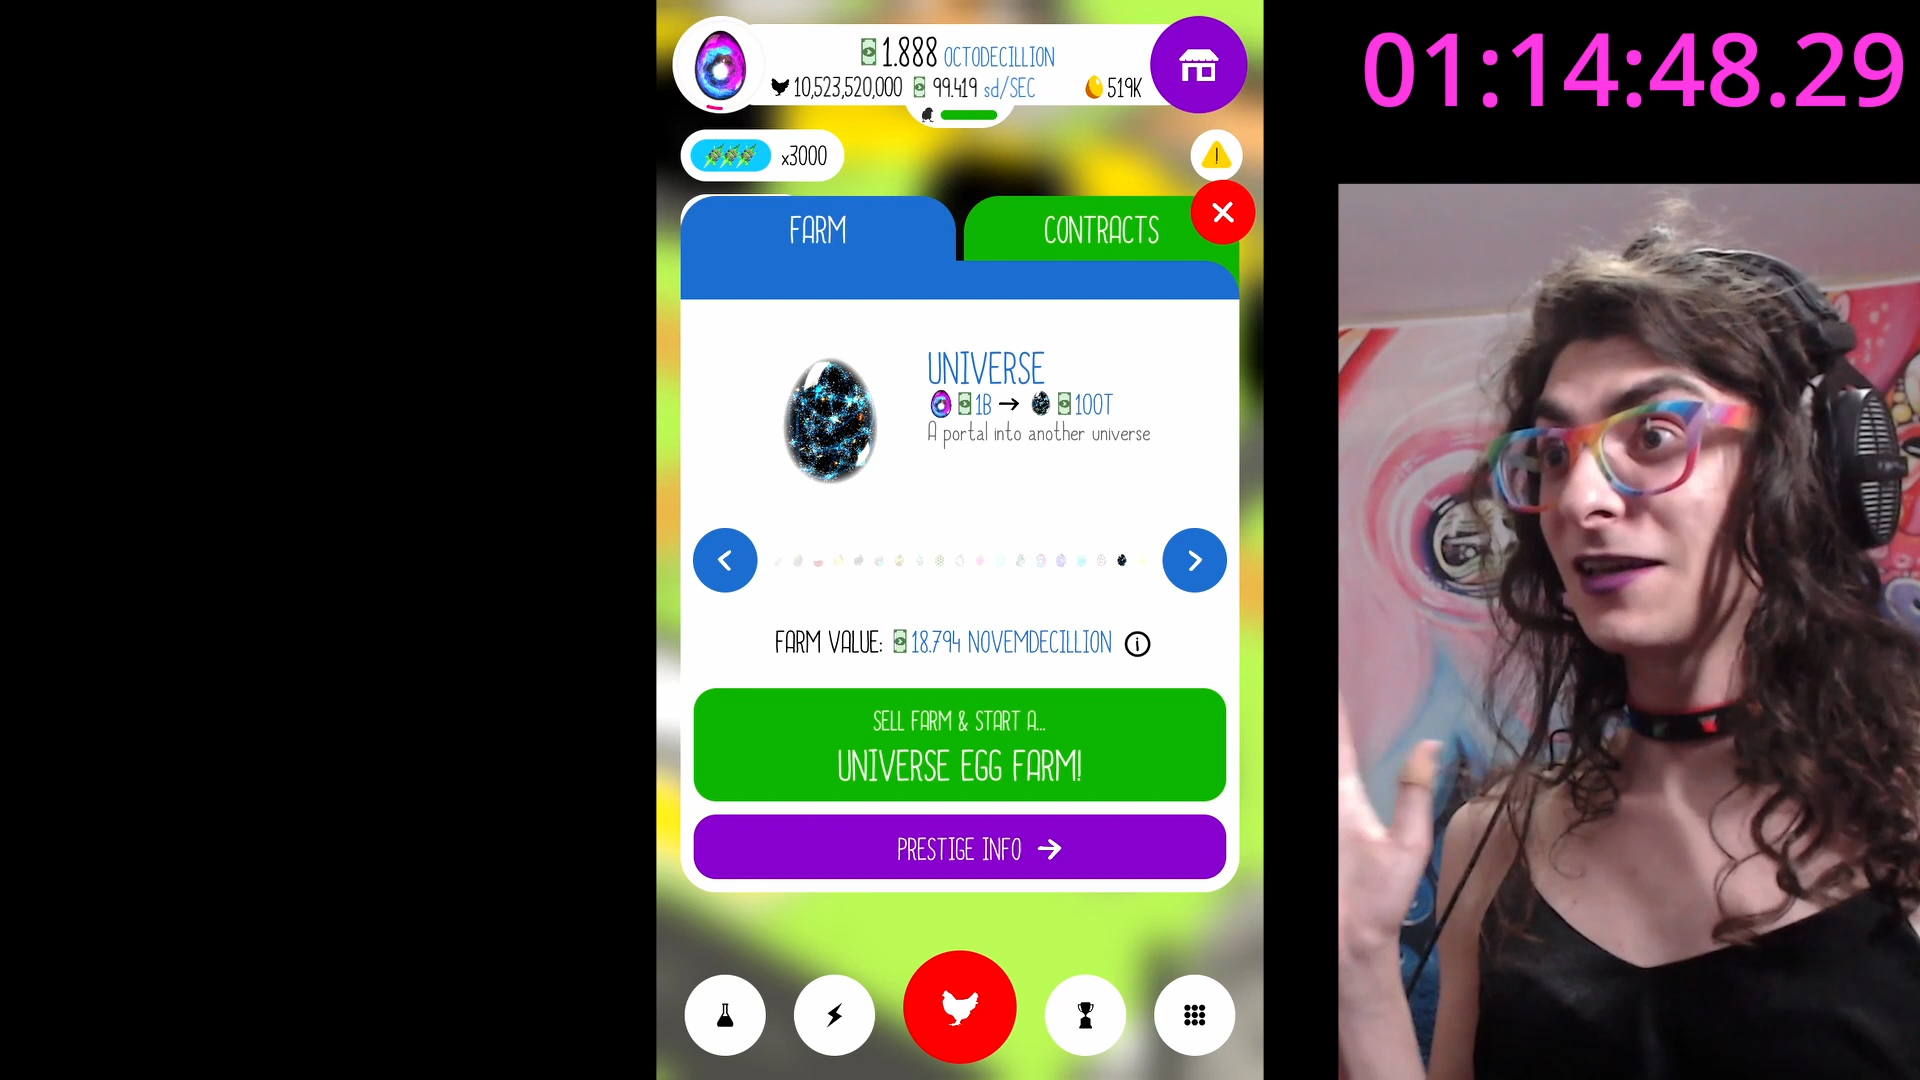 1.888 OCTODECILLION
10,523,520,000 99.419 sd/SEC 519K
x3000
FARM
CONTRACTS
UNIVERSE
1B → 100T
A portal into another universe
FARM VALUE: 18.794 NOVEMDECILLION
SELL FARM & START A...
UNIVERSE EGG FARM!
PRESTIGE INFO →
01:14:48.29